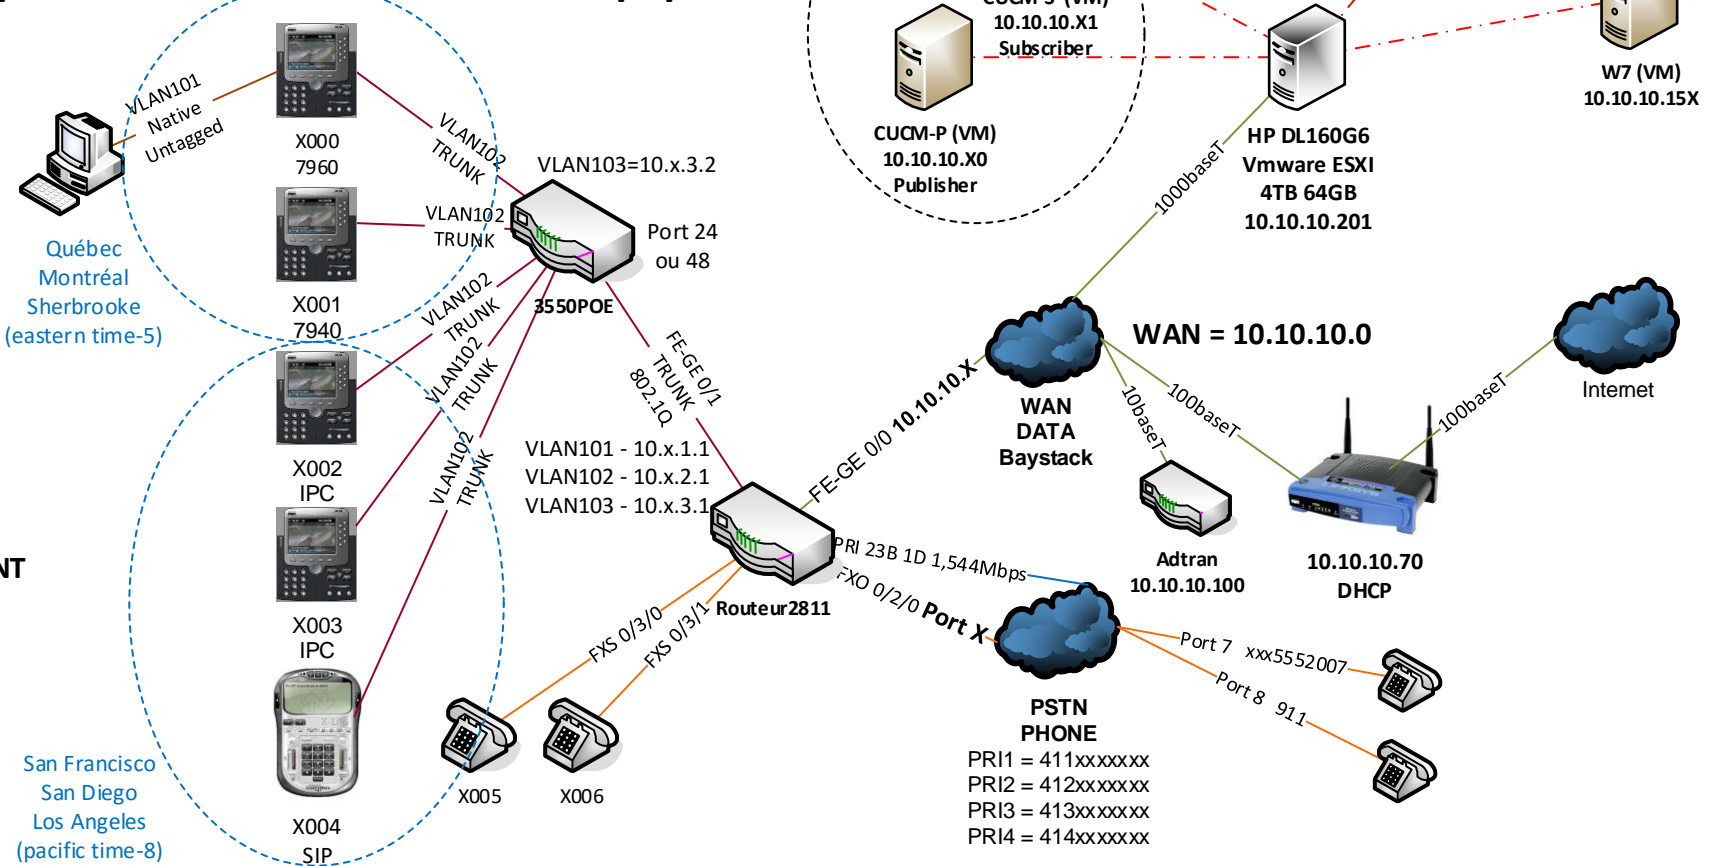 CUCM-S (VM)
10.10.10.X1
Subscriber
CUCM-P (VM)
10.10.10.X0
Publisher
W7 (VM)
10.10.10.15X
HP DL160G6
Vmware ESXI
4TB 64GB
10.10.10.201
1000baseT
VLAN101
Native
Untagged
X000
7960
VLAN102
TRUNK
VLAN103=10.x.3.2
VLAN102
TRUNK
Port 24
ou 48
Québec
Montréal
Sherbrooke
(eastern time-5)
X001
7940
VLAN102
TRUNK
3550POE
VLAN102
TRUNK
FE-GE 0/1
TRUNK
802.1Q
X002
IPC
VLAN102
TRUNK
VLAN101 - 10.x.1.1
VLAN102 - 10.x.2.1
VLAN103 - 10.x.3.1
FE-GE 0/0 10.10.10.X
WAN = 10.10.10.0
WAN
DATA
Baystack
10baseT
100baseT
100baseT
Internet
Adtran
10.10.10.100
10.10.10.70
DHCP
NT
X003
IPC
Routeur2811
PRI 23B 1D 1,544Mbps
FXO 0/2/0 Port X
FXS 0/3/0
FXS 0/3/1
Port 7 xxx5552007
Port 8 911
PSTN
PHONE
PRI1 = 411xxxxxxx
PRI2 = 412xxxxxxx
PRI3 = 413xxxxxxx
PRI4 = 414xxxxxxx
San Francisco
San Diego
Los Angeles
(pacific time-8)
X004
SIP
X005
X006